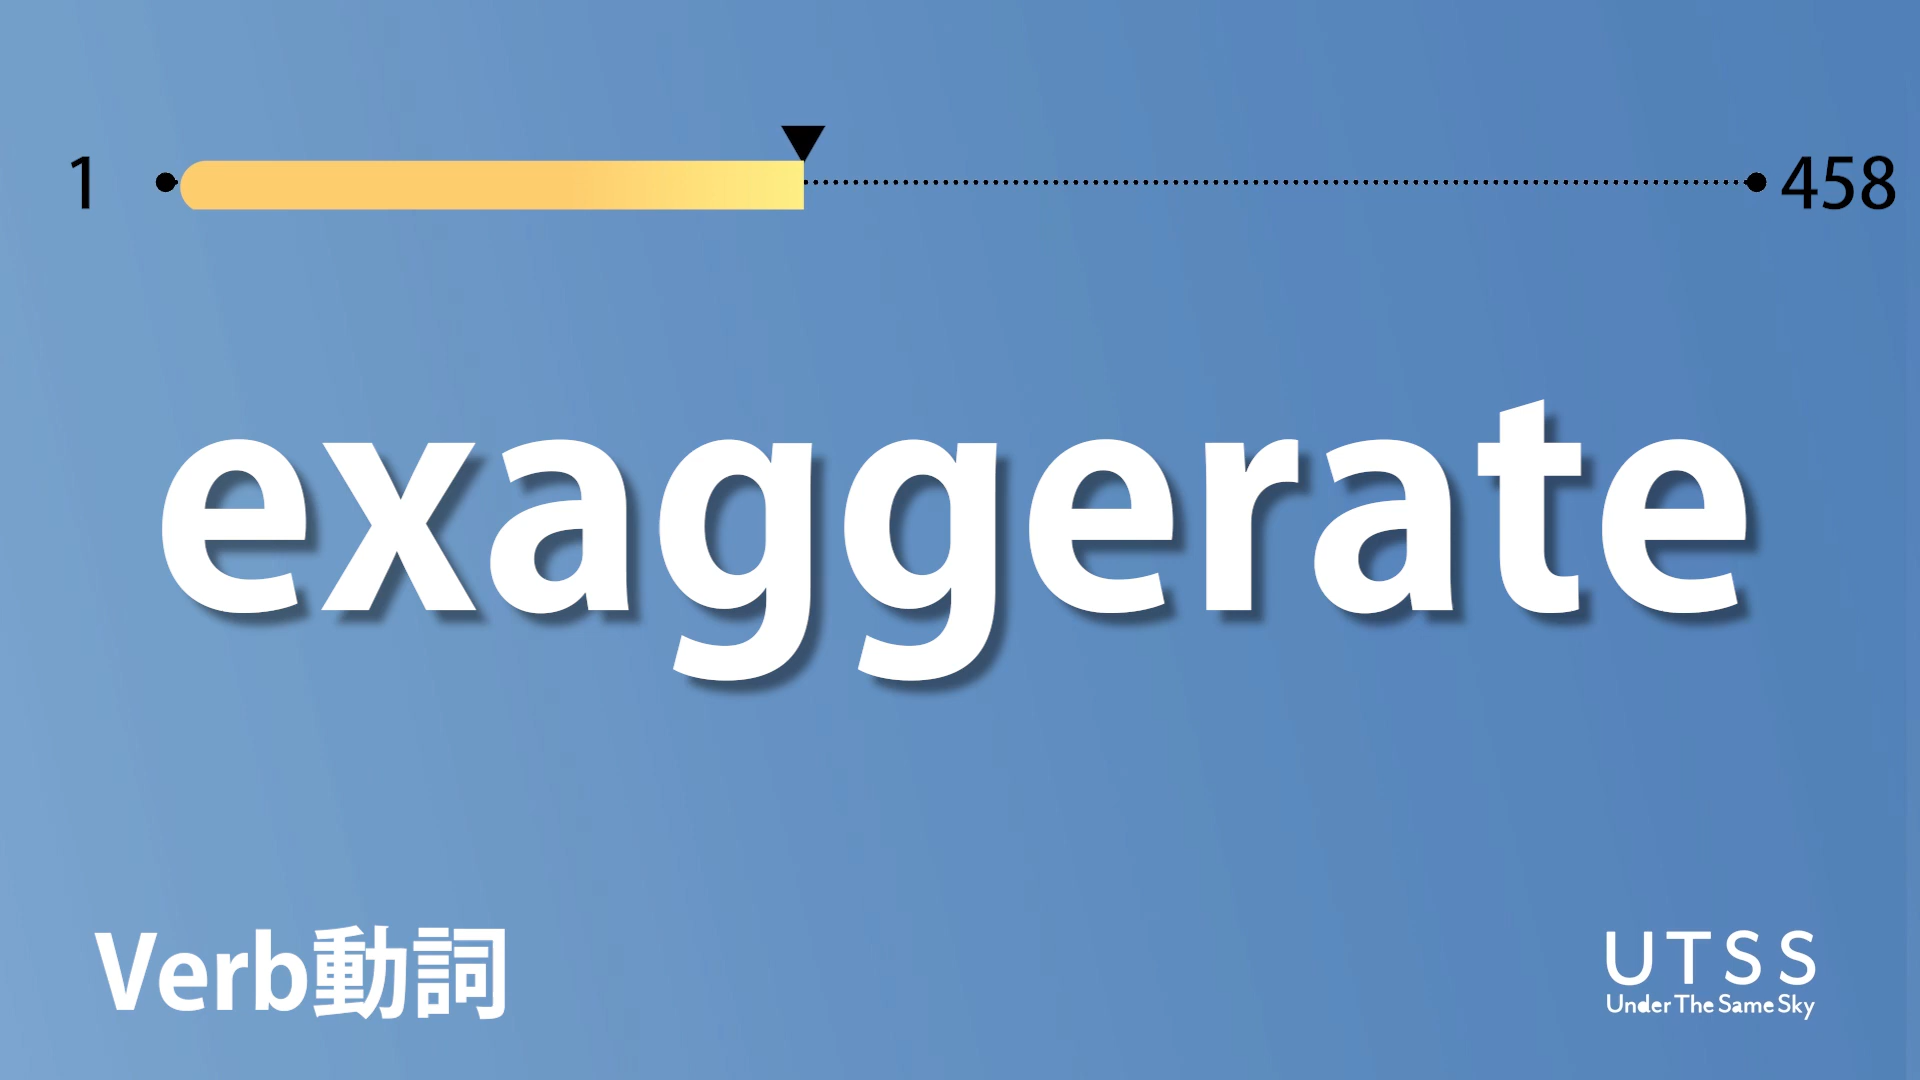 1
458
exaggerate
Verb動詞
UTSS
Under The Same Sky